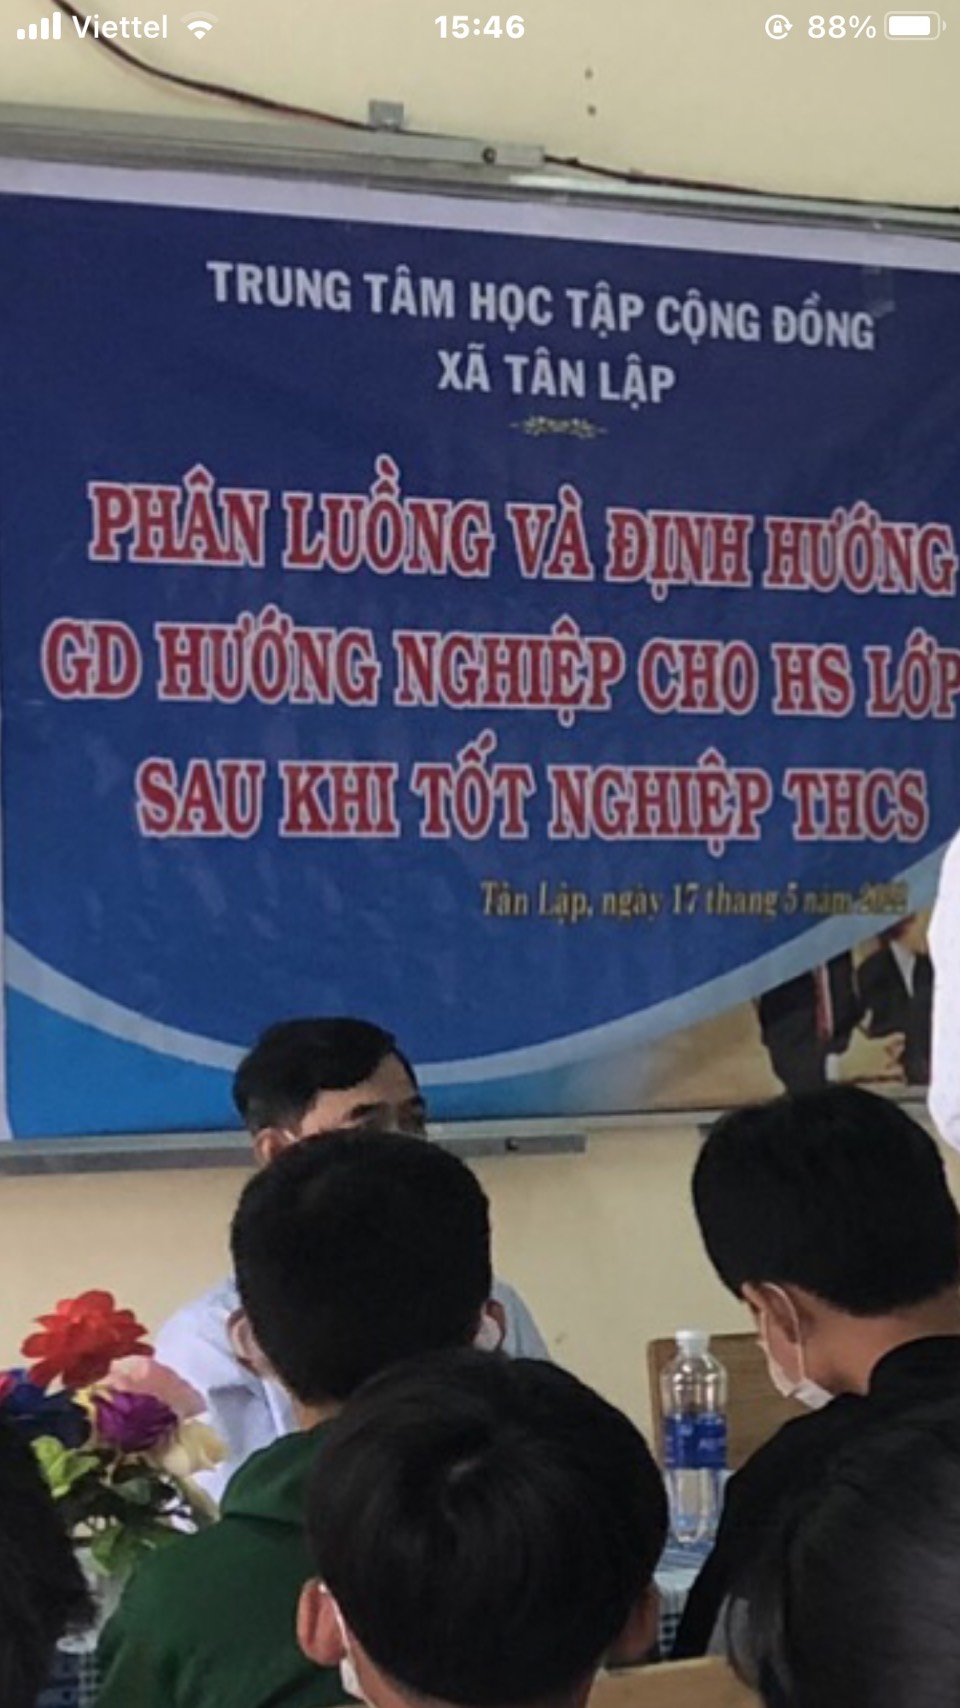 Viettel
15:46
88%
TRUNG TÂM HỌC TẬP CỘNG ĐỒNG
XÃ TÂN LẬP
PHÂN LUỒNG VÀ ĐỊNH HƯỚNG
GD HƯỚNG NGHIỆP CHO HS LỚP
SAU KHI TỐT NGHIỆP THCS
Tân Lập, ngày 17 tháng 5 năm